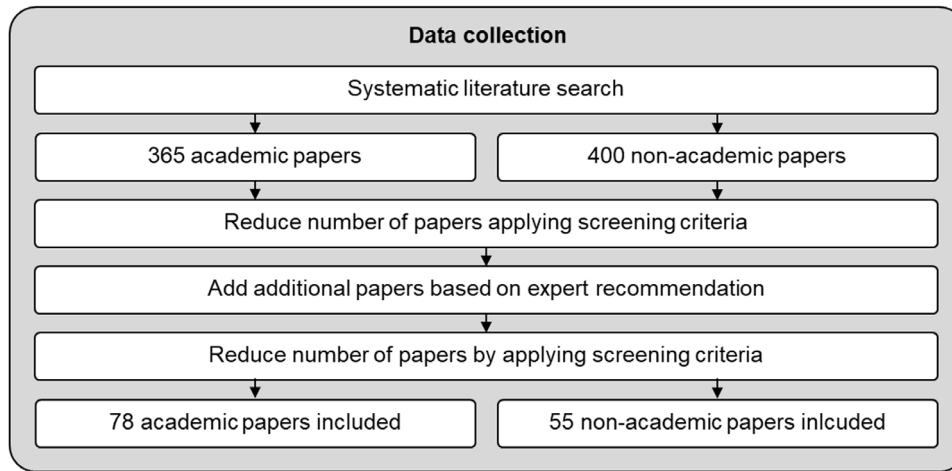 Data collection
Systematic literature search
365 academic papers
400 non-academic papers
Reduce number of papers applying screening criteria
Add additional papers based on expert recommendation
Reduce number of papers by applying screening criteria
78 academic papers included
55 non-academic papers inlcuded